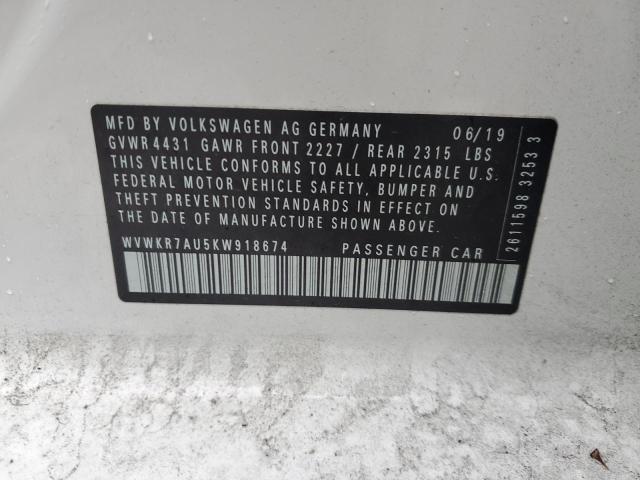 MFD BY VOLKSWAGEN AG GERMANY 06/19
GVWR 4431 GAWR FRONT 2227 / REAR 2315 LBS
THIS VEHICLE CONFORMS TO ALL APPLICABLE U.S.
FEDERAL MOTOR VEHICLE SAFETY, BUMPER AND
THEFT PREVENTION STANDARDS IN EFFECT ON
THE DATE OF MANUFACTURE SHOWN ABOVE.
WVWKR7AU5KW918674 PASSENGER CAR
2611598 3253 3